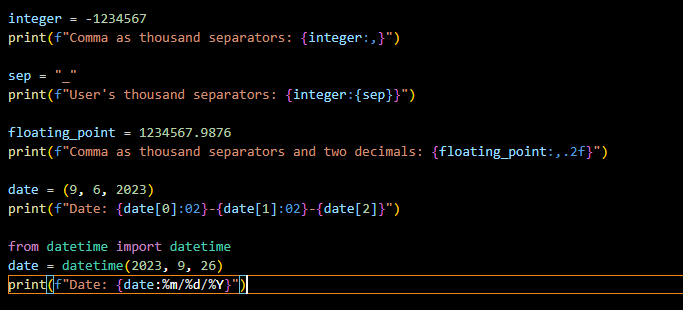 integer = -1234567
print(f"Comma as thousand separators: {integer:,}")
sep = "_"
print(f"User's thousand separators: {integer:{sep}}")
floating_point = 1234567.9876
print(f"Comma as thousand separators and two decimals: {floating_point:,.2f}")
date = (9, 6, 2023)
print(f"Date: {date[0]:02}-{date[1]:02}-{date[2]}")
from datetime import datetime
date = datetime(2023, 9, 26)
print(f"Date: {date:%m/%d/%Y}")